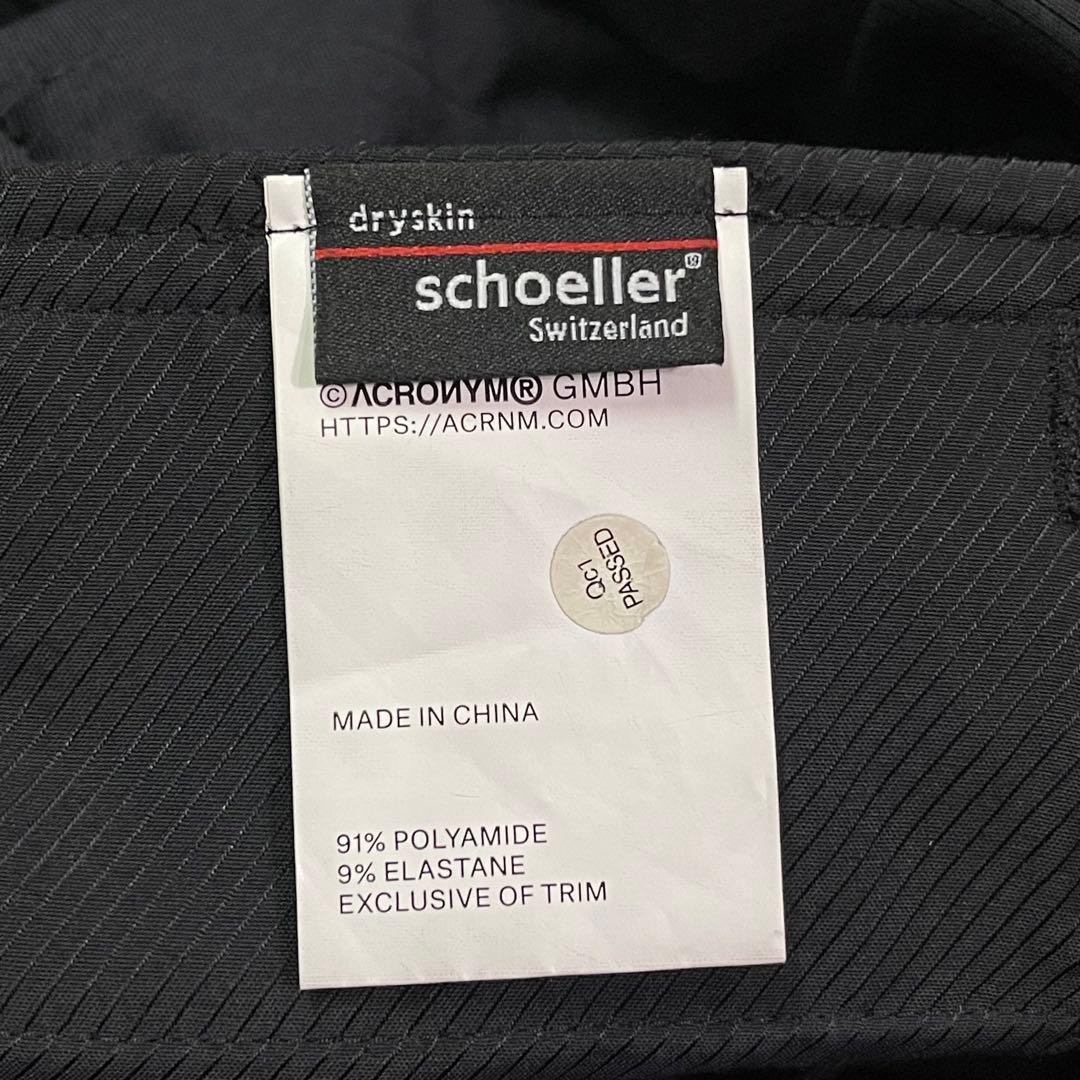 dryskin
schoeller®
Switzerland
©ACRONYM® GMBH
HTTPS://ACRNM.COM
Qc1
PASSED
MADE IN CHINA
91% POLYAMIDE
9% ELASTANE
EXCLUSIVE OF TRIM